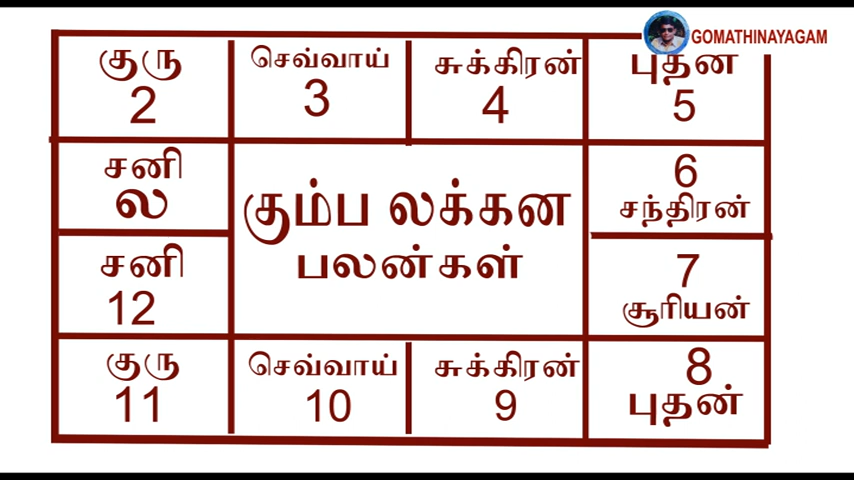 GOMATHINAYAGAM
குரு
2
செவ்வாய்
3
சுக்கிரன்
4
புதன்
5
சனி
ல
கும்ப லக்கன
பலன்கள்
6
சந்திரன்
சனி
12
7
சூரியன்
குரு
11
செவ்வாய்
10
சுக்கிரன்
9
8
புதன்